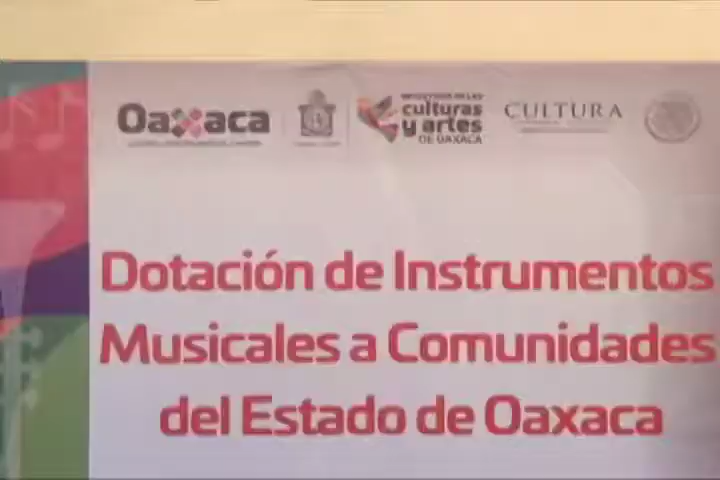 Oaxaca
culturas
y artes
DE OAXACA
CULTURA
Dotación de Instrumentos
Musicales a Comunidades
del Estado de Oaxaca